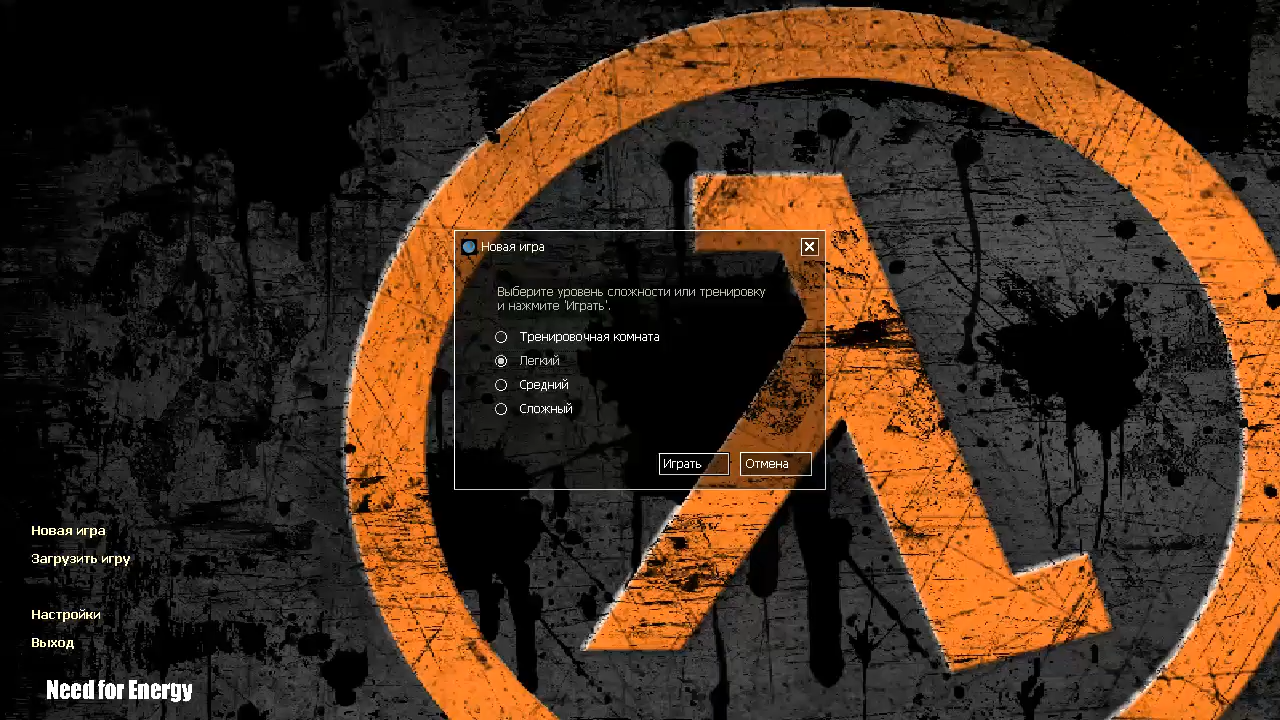 Новая игра
Выберите уровень сложности или тренировку
и нажмите 'Играть'.
Тренировочная комната
Легкий
Средний
Сложный
Играть
Отмена
Новая игра
Загрузить игру
Настройки
Выход
Need for Energy